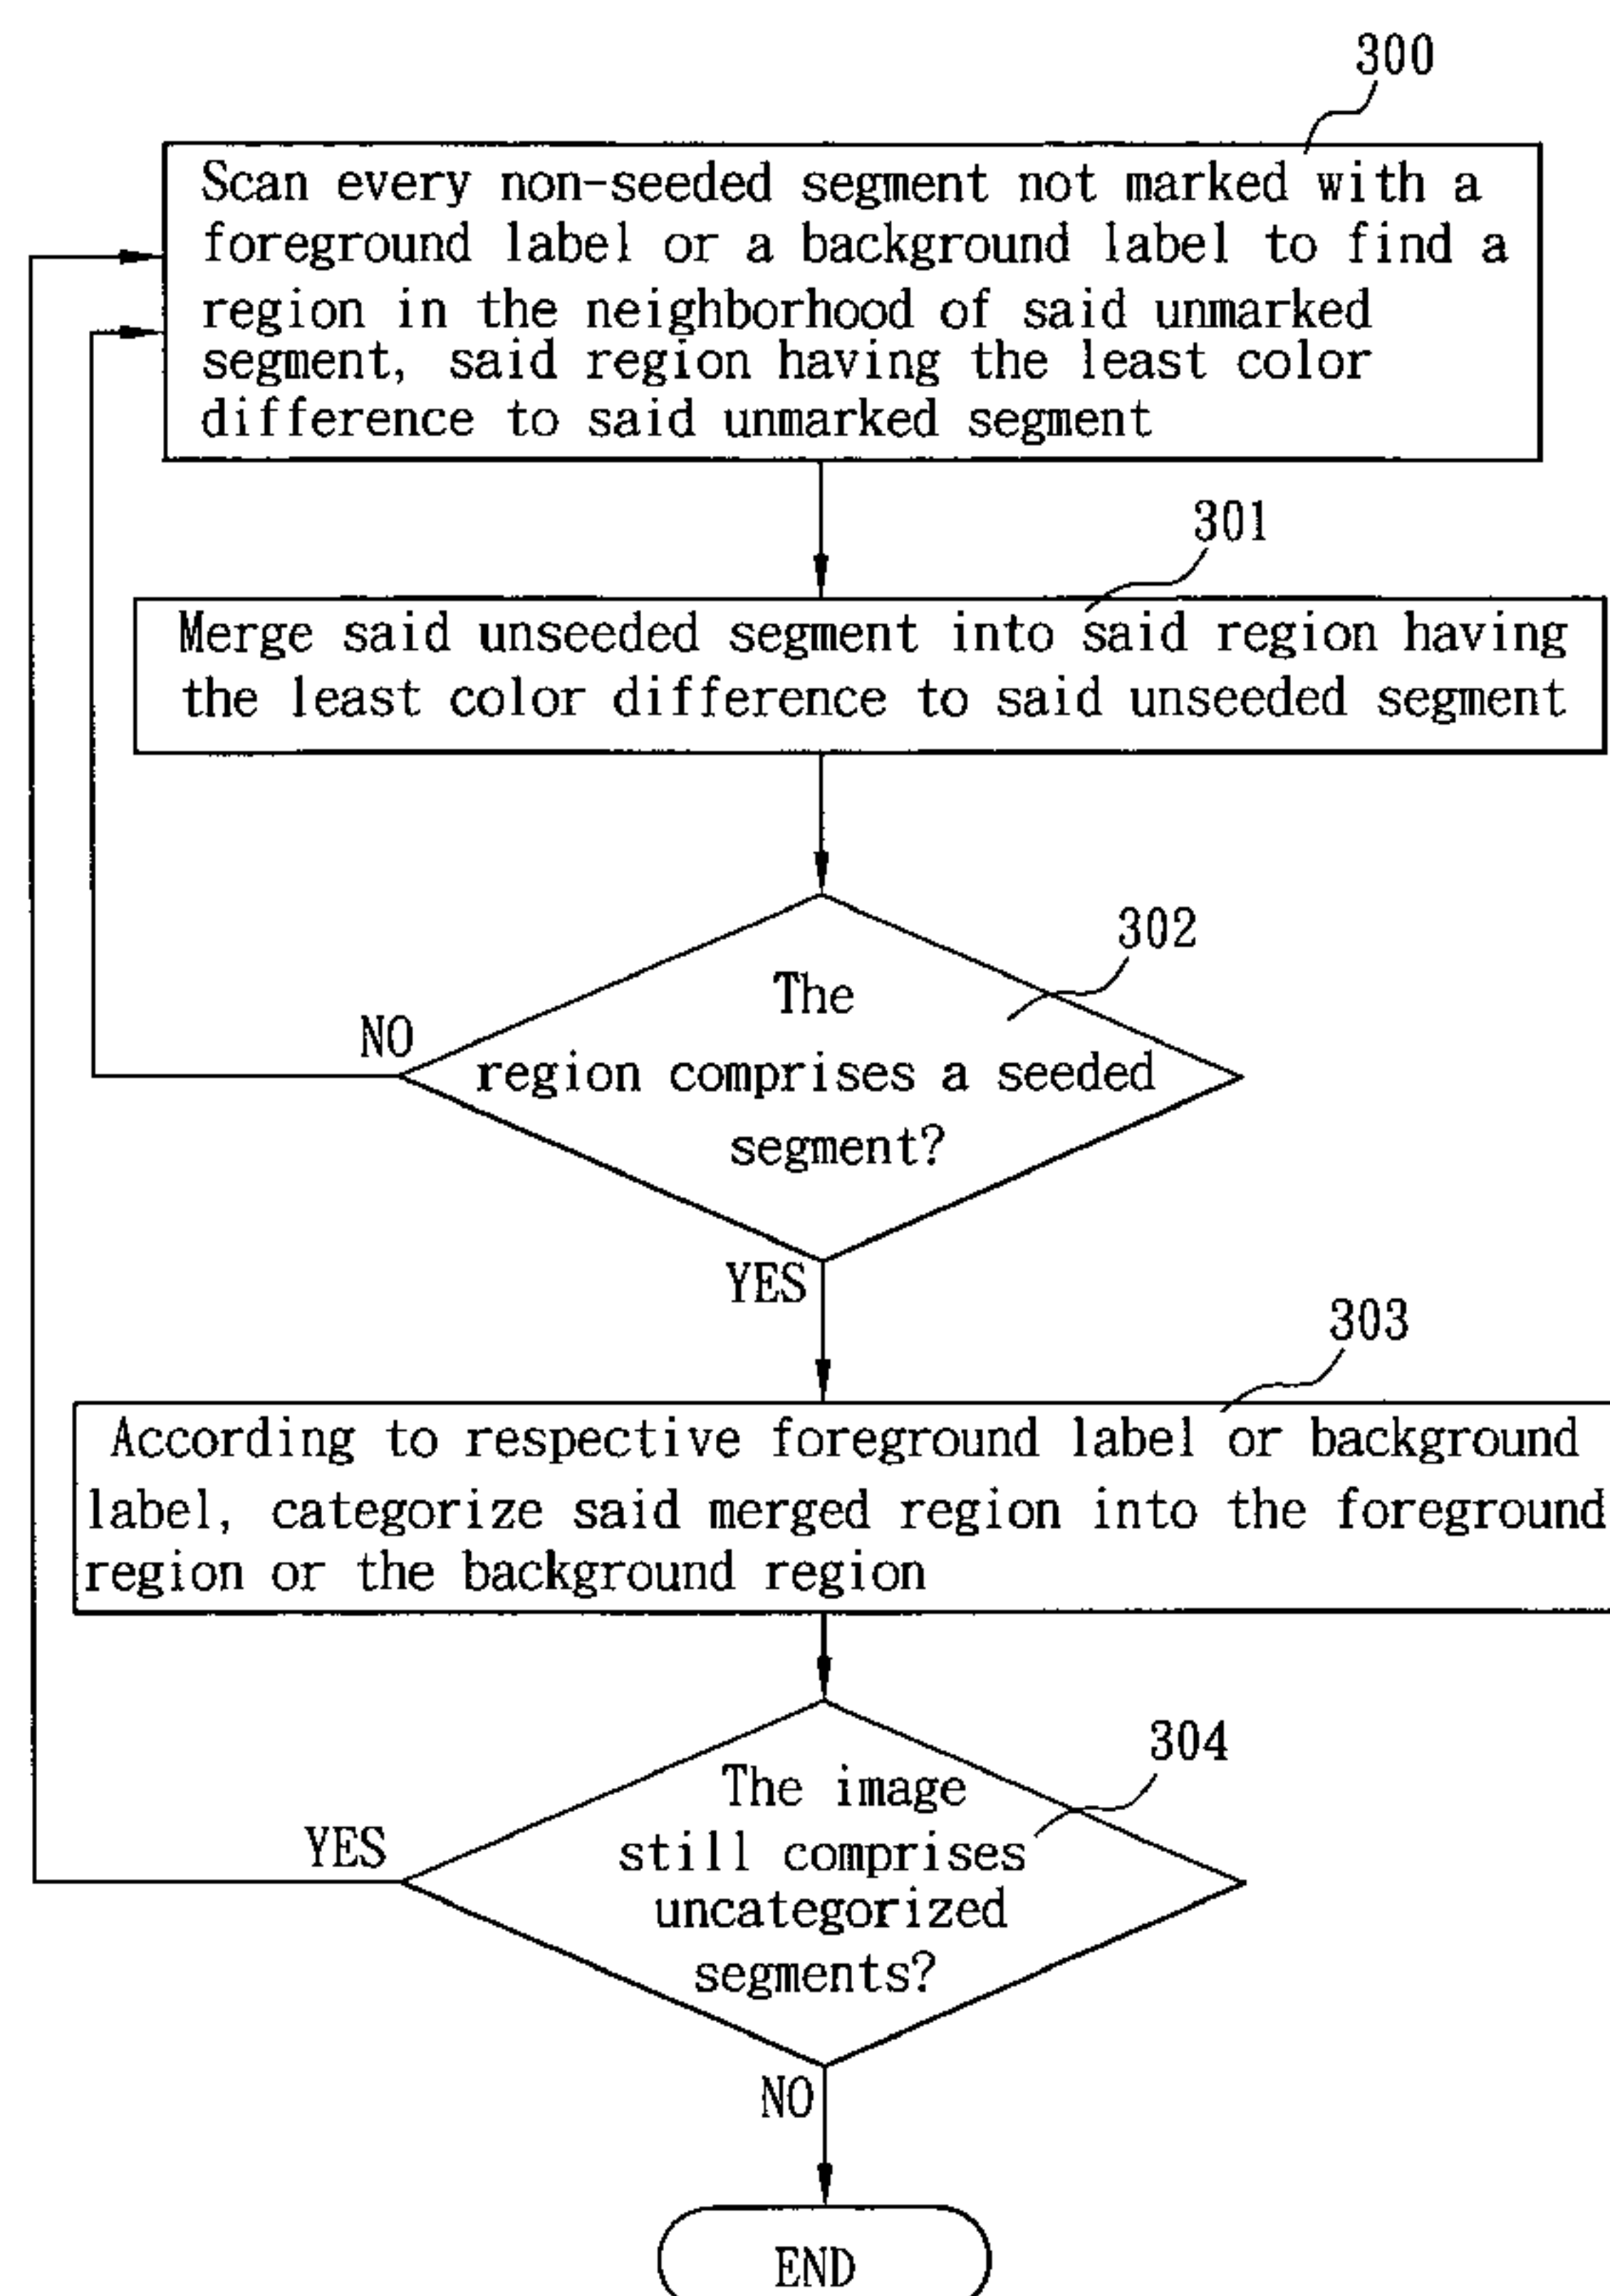 300
Scan every non-seeded segment not marked with a
foreground label or a background label to find a
region in the neighborhood of said unmarked
segment, said region having the least color
difference to said unmarked segment
301
Merge said unseeded segment into said region having
the least color difference to said unseeded segment
302
The
region comprises a seeded
segment?
NO
YES
303
According to respective foreground label or background
label, categorize said merged region into the foreground
region or the background region
304
The image
still comprises
uncategorized
segments?
YES
NO
END